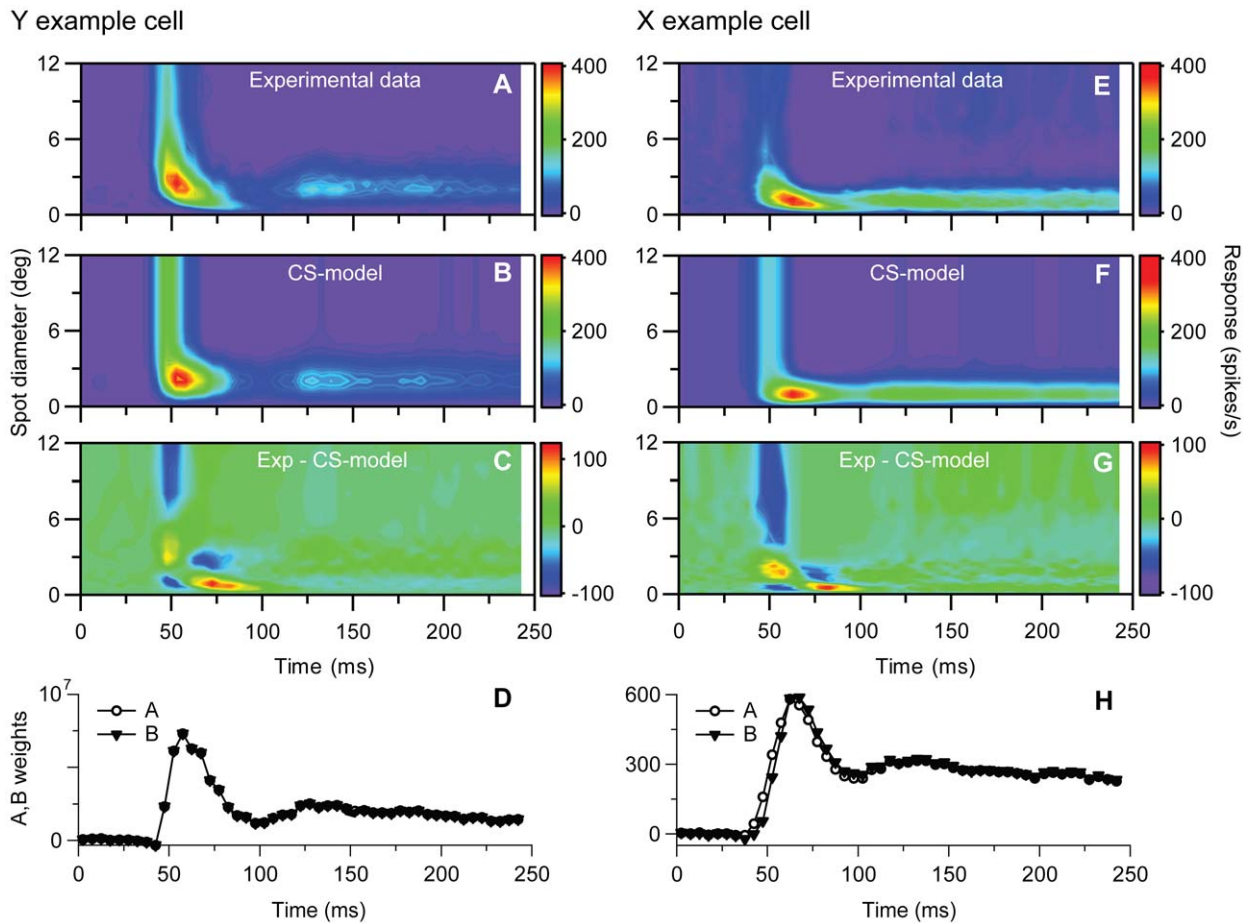 Y example cell
X example cell
Experimental data
A
12
6
0
400
200
0
Experimental data
E
12
6
0
400
200
0
CS-model
B
12
6
0
400
200
0
CS-model
F
12
6
0
400
200
0
Spot diameter (deg)
Response (spikes/s)
Exp - CS-model
C
12
6
0
100
0
-100
0 50 100 150 200 250
Time (ms)
Exp - CS-model
G
12
6
0
100
0
-100
0 50 100 150 200 250
Time (ms)
A,B weights
10⁷
0
A
B
D
0 50 100 150 200 250
Time (ms)
600
300
0
A
B
H
0 50 100 150 200 250
Time (ms)